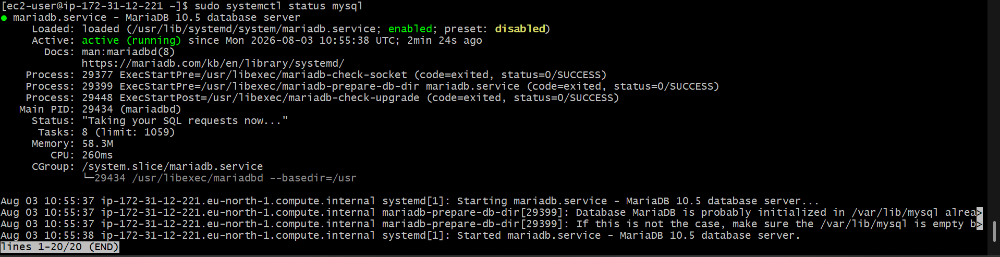 [ec2-user@ip-172-31-12-221 ~]$ sudo systemctl status mysql
● mariadb.service - MariaDB 10.5 database server
     Loaded: loaded (/usr/lib/systemd/system/mariadb.service; enabled; preset: disabled)
     Active: active (running) since Mon 2026-08-03 10:55:38 UTC; 2min 24s ago
       Docs: man:mariadbd(8)
             https://mariadb.com/kb/en/library/systemd/
    Process: 29377 ExecStartPre=/usr/libexec/mariadb-check-socket (code=exited, status=0/SUCCESS)
    Process: 29399 ExecStartPre=/usr/libexec/mariadb-prepare-db-dir mariadb.service (code=exited, status=0/SUCCESS)
    Process: 29448 ExecStartPost=/usr/libexec/mariadb-check-upgrade (code=exited, status=0/SUCCESS)
   Main PID: 29434 (mariadbd)
     Status: "Taking your SQL requests now..."
      Tasks: 8 (limit: 1059)
     Memory: 58.3M
        CPU: 260ms
     CGroup: /system.slice/mariadb.service
             └─29434 /usr/libexec/mariadbd --basedir=/usr

Aug 03 10:55:37 ip-172-31-12-221.eu-north-1.compute.internal systemd[1]: Starting mariadb.service - MariaDB 10.5 database server...
Aug 03 10:55:37 ip-172-31-12-221.eu-north-1.compute.internal mariadb-prepare-db-dir[29399]: Database MariaDB is probably initialized in /var/lib/mysql alrea>
Aug 03 10:55:37 ip-172-31-12-221.eu-north-1.compute.internal mariadb-prepare-db-dir[29399]: If this is not the case, make sure the /var/lib/mysql is empty b>
Aug 03 10:55:38 ip-172-31-12-221.eu-north-1.compute.internal systemd[1]: Started mariadb.service - MariaDB 10.5 database server.
lines 1-20/20 (END)